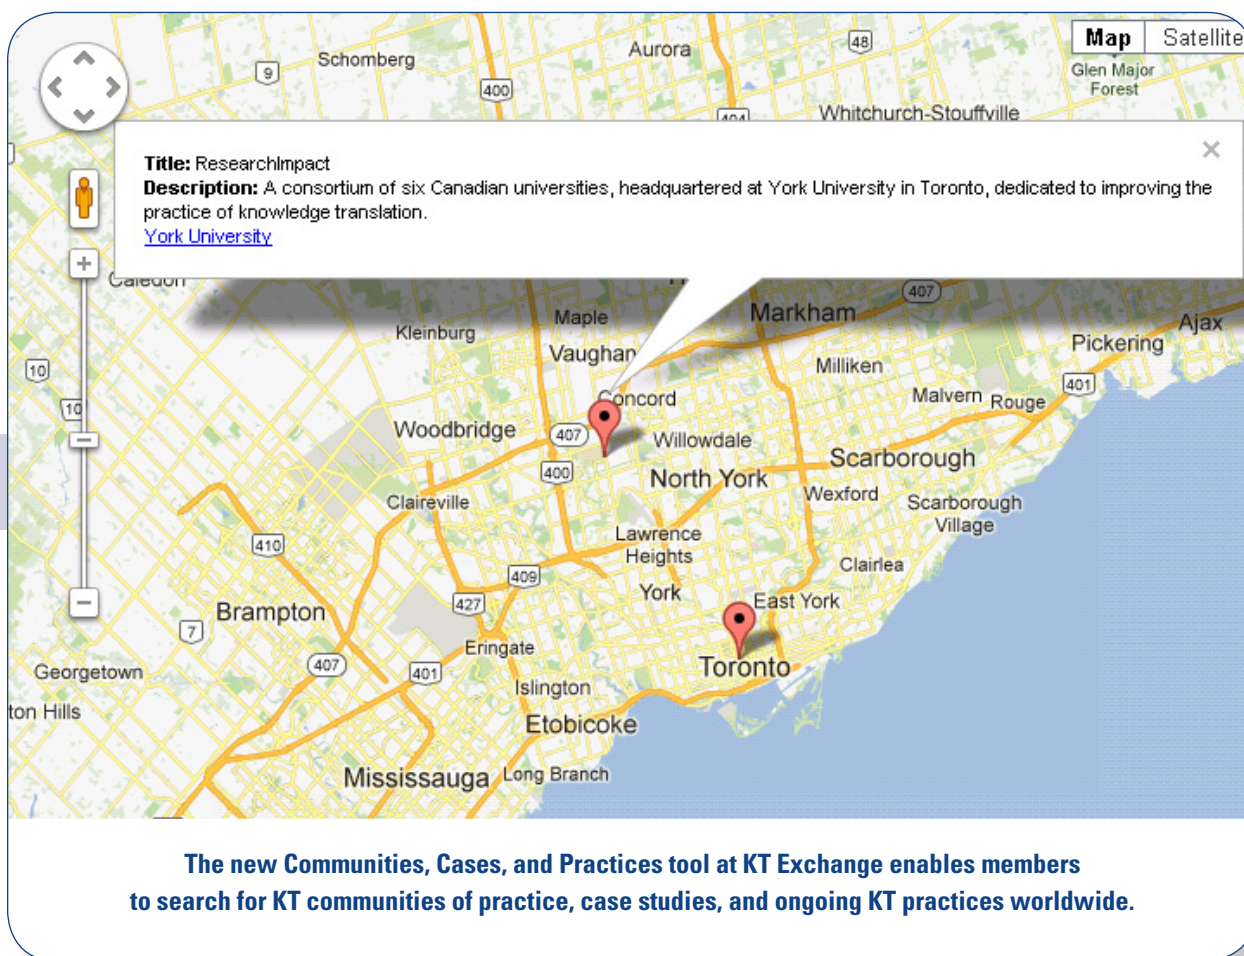 Map Satellite
Aurora
48
Schomberg
9
Glen Major
Forest
400
Whitchurch-Stouffville
404
Title: ResearchImpact
Description: A consortium of six Canadian universities, headquartered at York University in Toronto, dedicated to improving the
practice of knowledge translation.
York University
Caledon
407
Markham
Maple
Ajax
Kleinburg
Pickering
Vaughan
Milliken
10
401
Concord
Malvern Rouge
10
Woodbridge
407
Willowdale
Scarborough
400
North York
Claireville
Wexford
Scarborough
Village
Lawrence
Heights
410
Clairlea
409
York
East York
427
Brampton
7
Eringate
407
401
Toronto
Georgetown
Islington
ton Hills
Etobicoke
Mississauga
Long Branch
The new Communities, Cases, and Practices tool at KT Exchange enables members
to search for KT communities of practice, case studies, and ongoing KT practices worldwide.